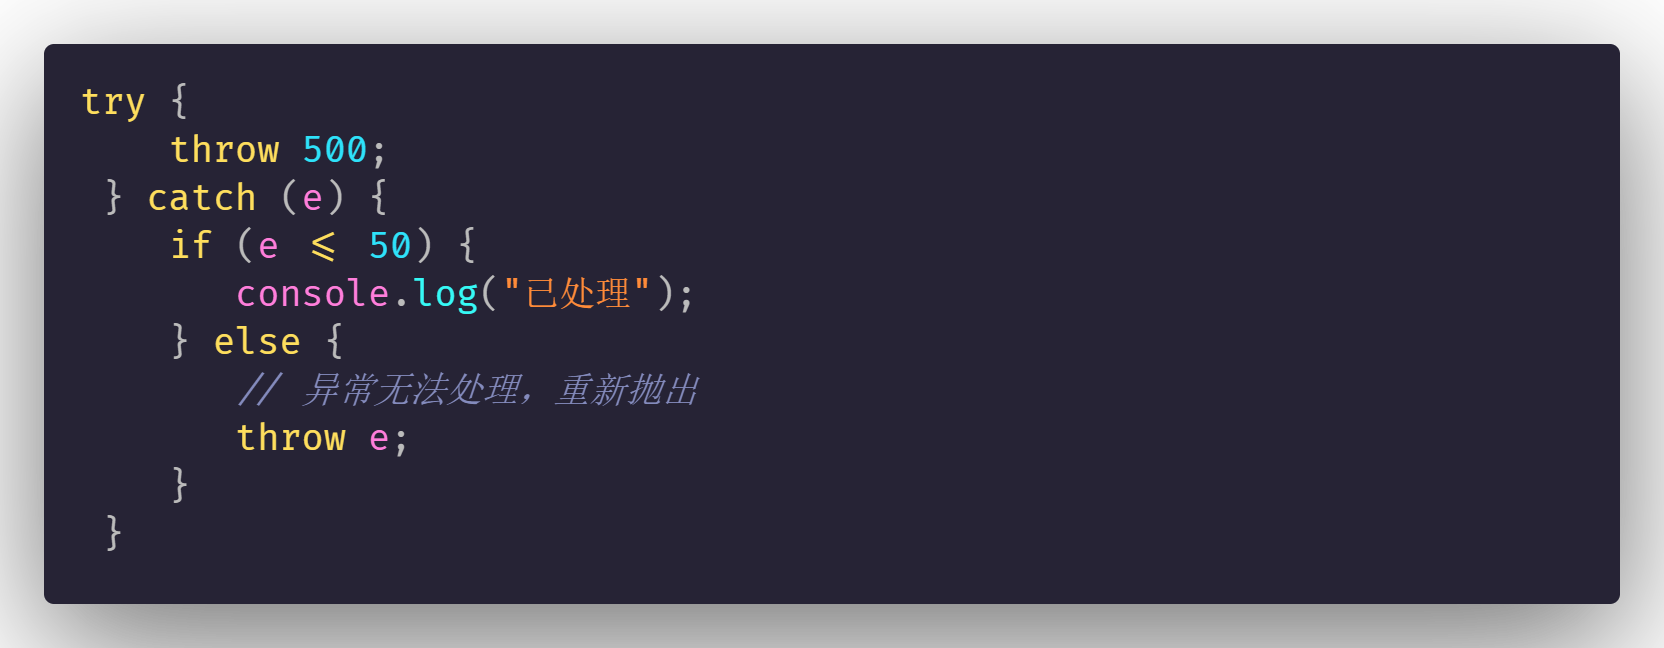 try {
    throw 500;
 } catch (e) {
    if (e <= 50) {
       console.log("已处理");
    } else {
       // 异常无法处理，重新抛出
       throw e;
    }
 }